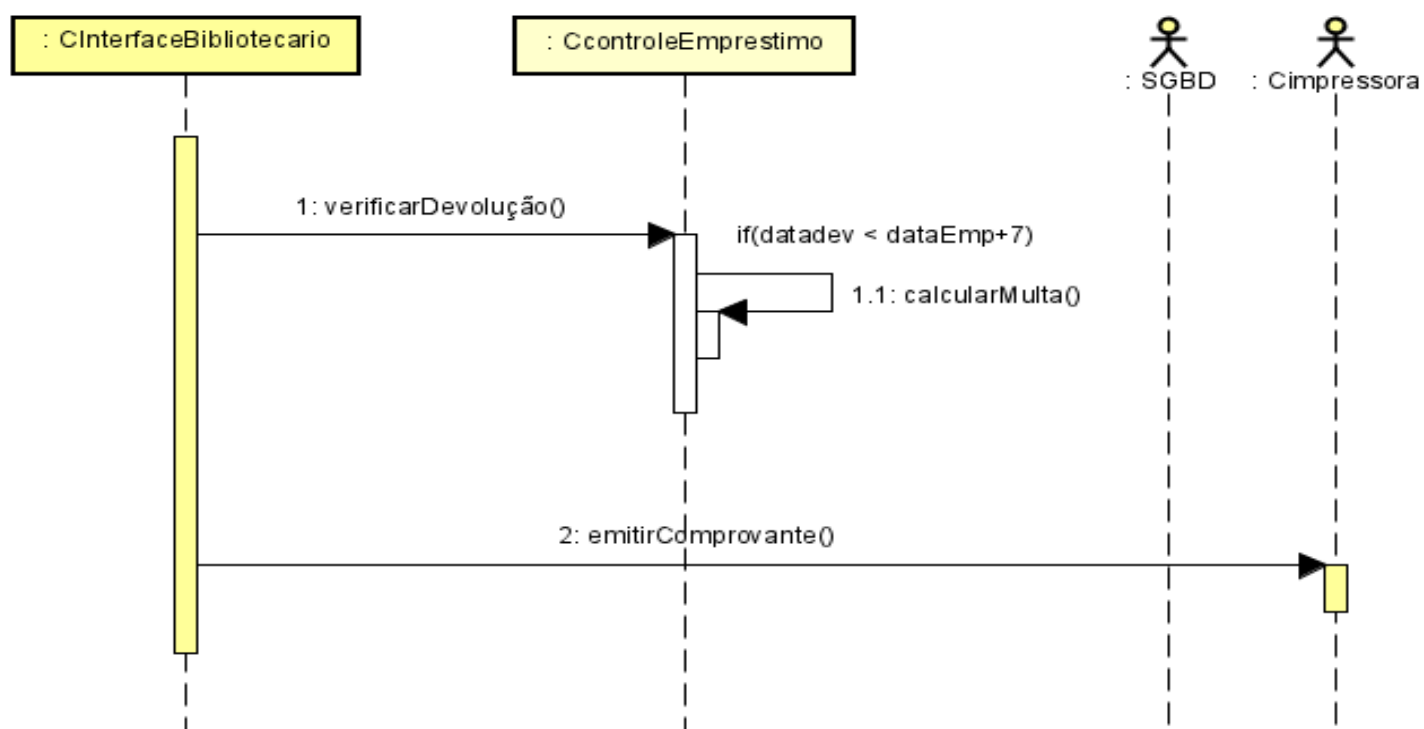 : CInterfaceBibliotecario
: CcontroleEmprestimo
: SGBD
: Cimpressora
1: verificarDevolução()
if(datadev < dataEmp+7)
1.1: calcularMulta()
2: emitirComprovante()